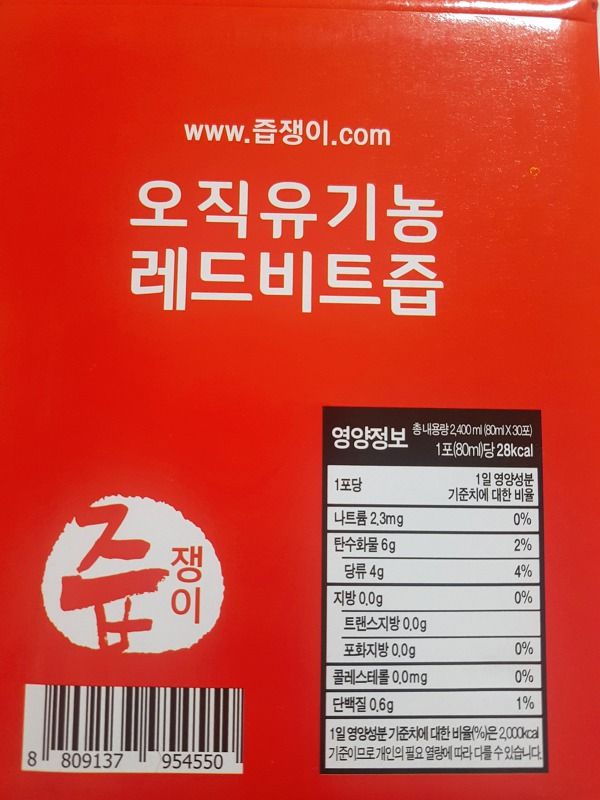 www.즙쟁이.com
오직유기농
레드비트즙
영양정보
총 내용량 2,400 ml (80ml X 30포)
1포(80ml)당 28kcal
1포당
1일 영양성분
기준치에 대한 비율
나트륨 2.3mg 0%
탄수화물 6g 2%
당류 4g 4%
지방 0.0g 0%
트랜스지방 0.0g
포화지방 0.0g 0%
콜레스테롤 0.0mg 0%
단백질 0.6g 1%
1일 영양성분 기준치에 대한 비율(%)은 2,000kcal
기준이므로 개인의 필요 열량에 따라 다를 수 있습니다.
즙쟁이
8 809137 954550